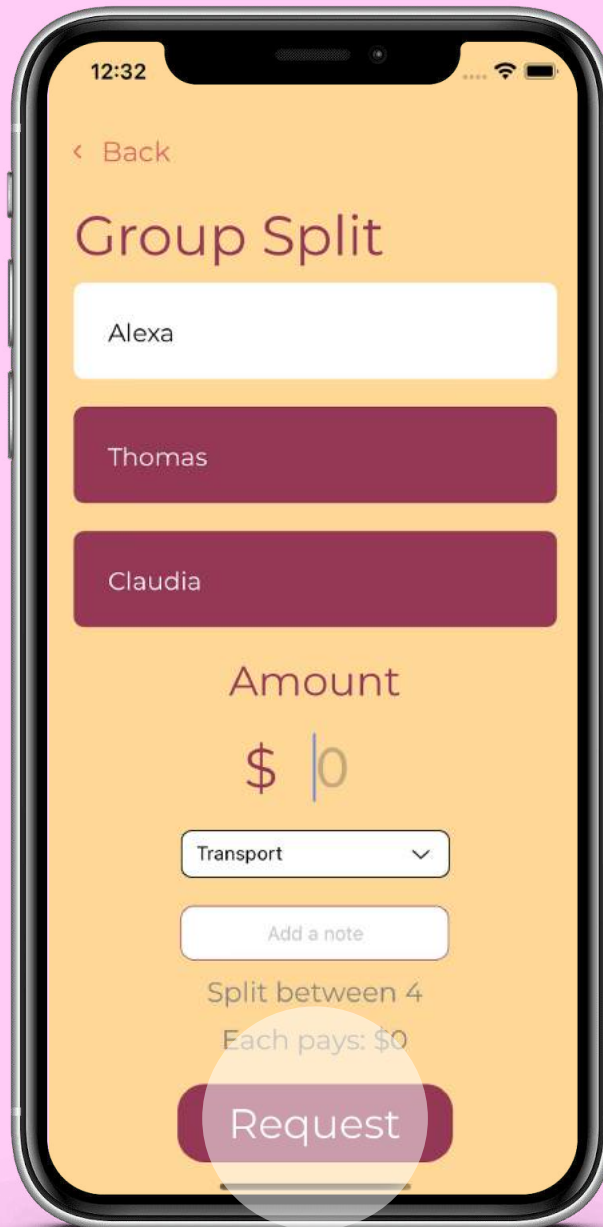 12:32
‹ Back
Group Split
Alexa
Thomas
Claudia
Amount
$ 0
Transport
Add a note
Split between 4
Each pays: $0
Request